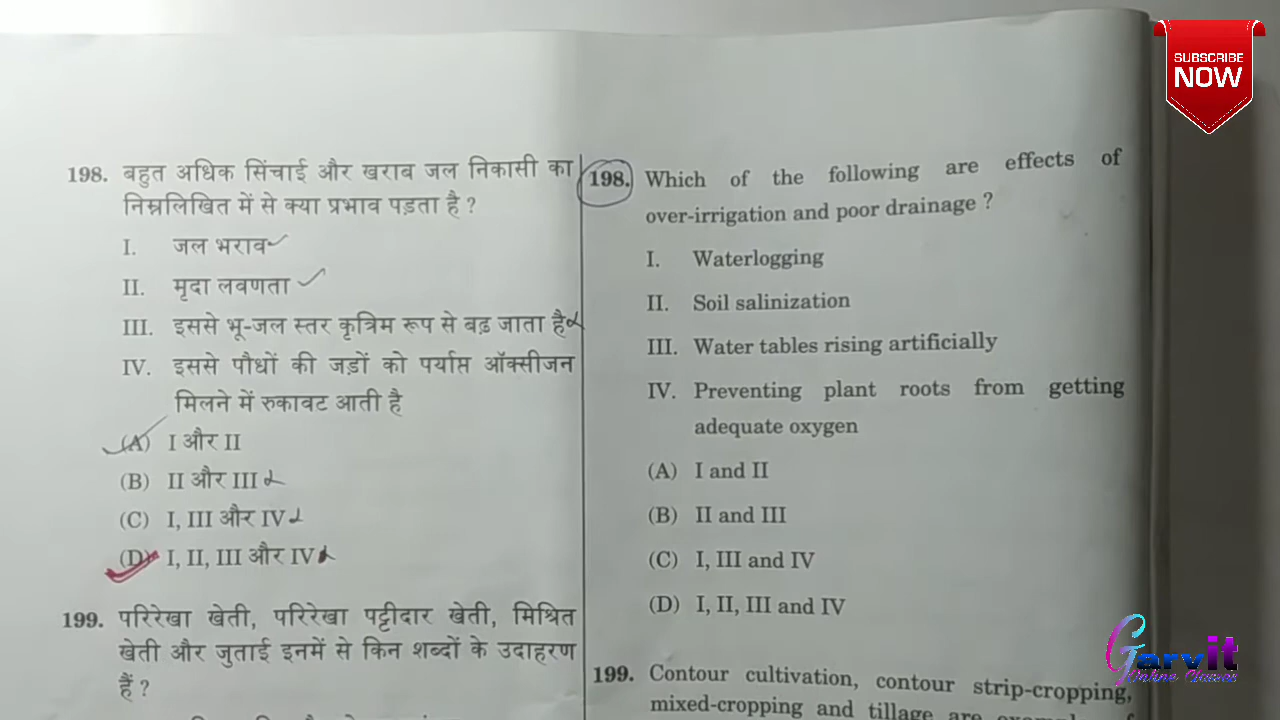 SUBSCRIBE
NOW
198. बहुत अधिक सिंचाई और खराब जल निकासी का
निम्नलिखित में से क्या प्रभाव पड़ता है ?
I. जल भराव
II. मृदा लवणता
III. इससे भू-जल स्तर कृत्रिम रूप से बढ़ जाता है
IV. इससे पौधों की जड़ों को पर्याप्त ऑक्सीजन
मिलने में रुकावट आती है
(A) I और II
(B) II और III
(C) I, III और IV
(D) I, II, III और IV
199. परिरेखा खेती, परिरेखा पट्टीदार खेती, मिश्रित
खेती और जुताई इनमें से किन शब्दों के उदाहरण
हैं ?
198. Which of the following are effects of
over-irrigation and poor drainage ?
I. Waterlogging
II. Soil salinization
III. Water tables rising artificially
IV. Preventing plant roots from getting
adequate oxygen
(A) I and II
(B) II and III
(C) I, III and IV
(D) I, II, III and IV
199. Contour cultivation, contour strip-cropping,
mixed-cropping and tillage are
Garvit
Online Classes